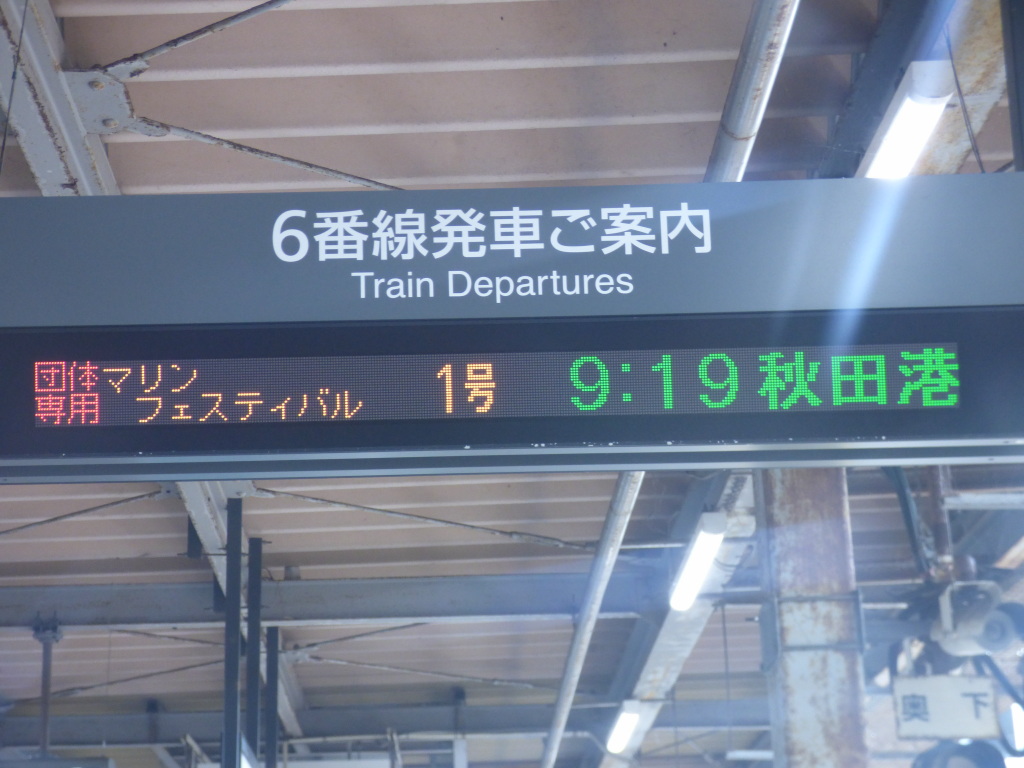 6番線発車ご案内
Train Departures
団体 マリン
専用 フェスティバル 1号 9:19 秋田港
奥 下